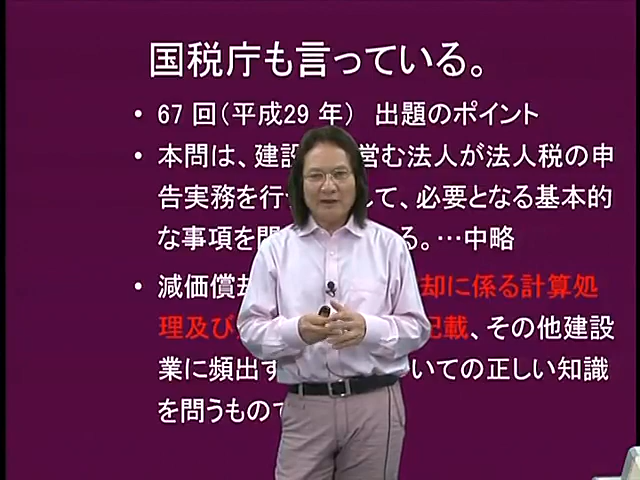 国税庁も言っている。
• 67 回（平成29 年） 出題のポイント
• 本問は、建設 営む法人が法人税の申
告実務を行 して、必要となる基本的
な事項を問 る。…中略
• 減価償却 却に係る計算処
理及び 記載、その他建設
業に頻出す いての正しい知識
を問うもので